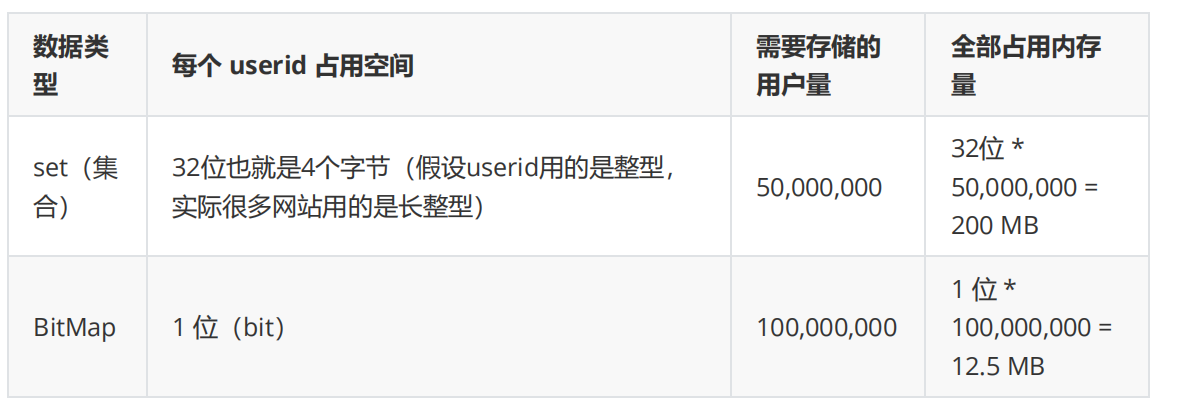 数据类
型
每个 userid 占用空间
需要存储的
用户量
全部占用内存
量
set（集
合）
32位也就是4个字节（假设userid用的是整型，
实际很多网站用的是长整型）
50,000,000
32位 *
50,000,000 =
200 MB
BitMap
1 位（bit）
100,000,000
1 位 *
100,000,000 =
12.5 MB